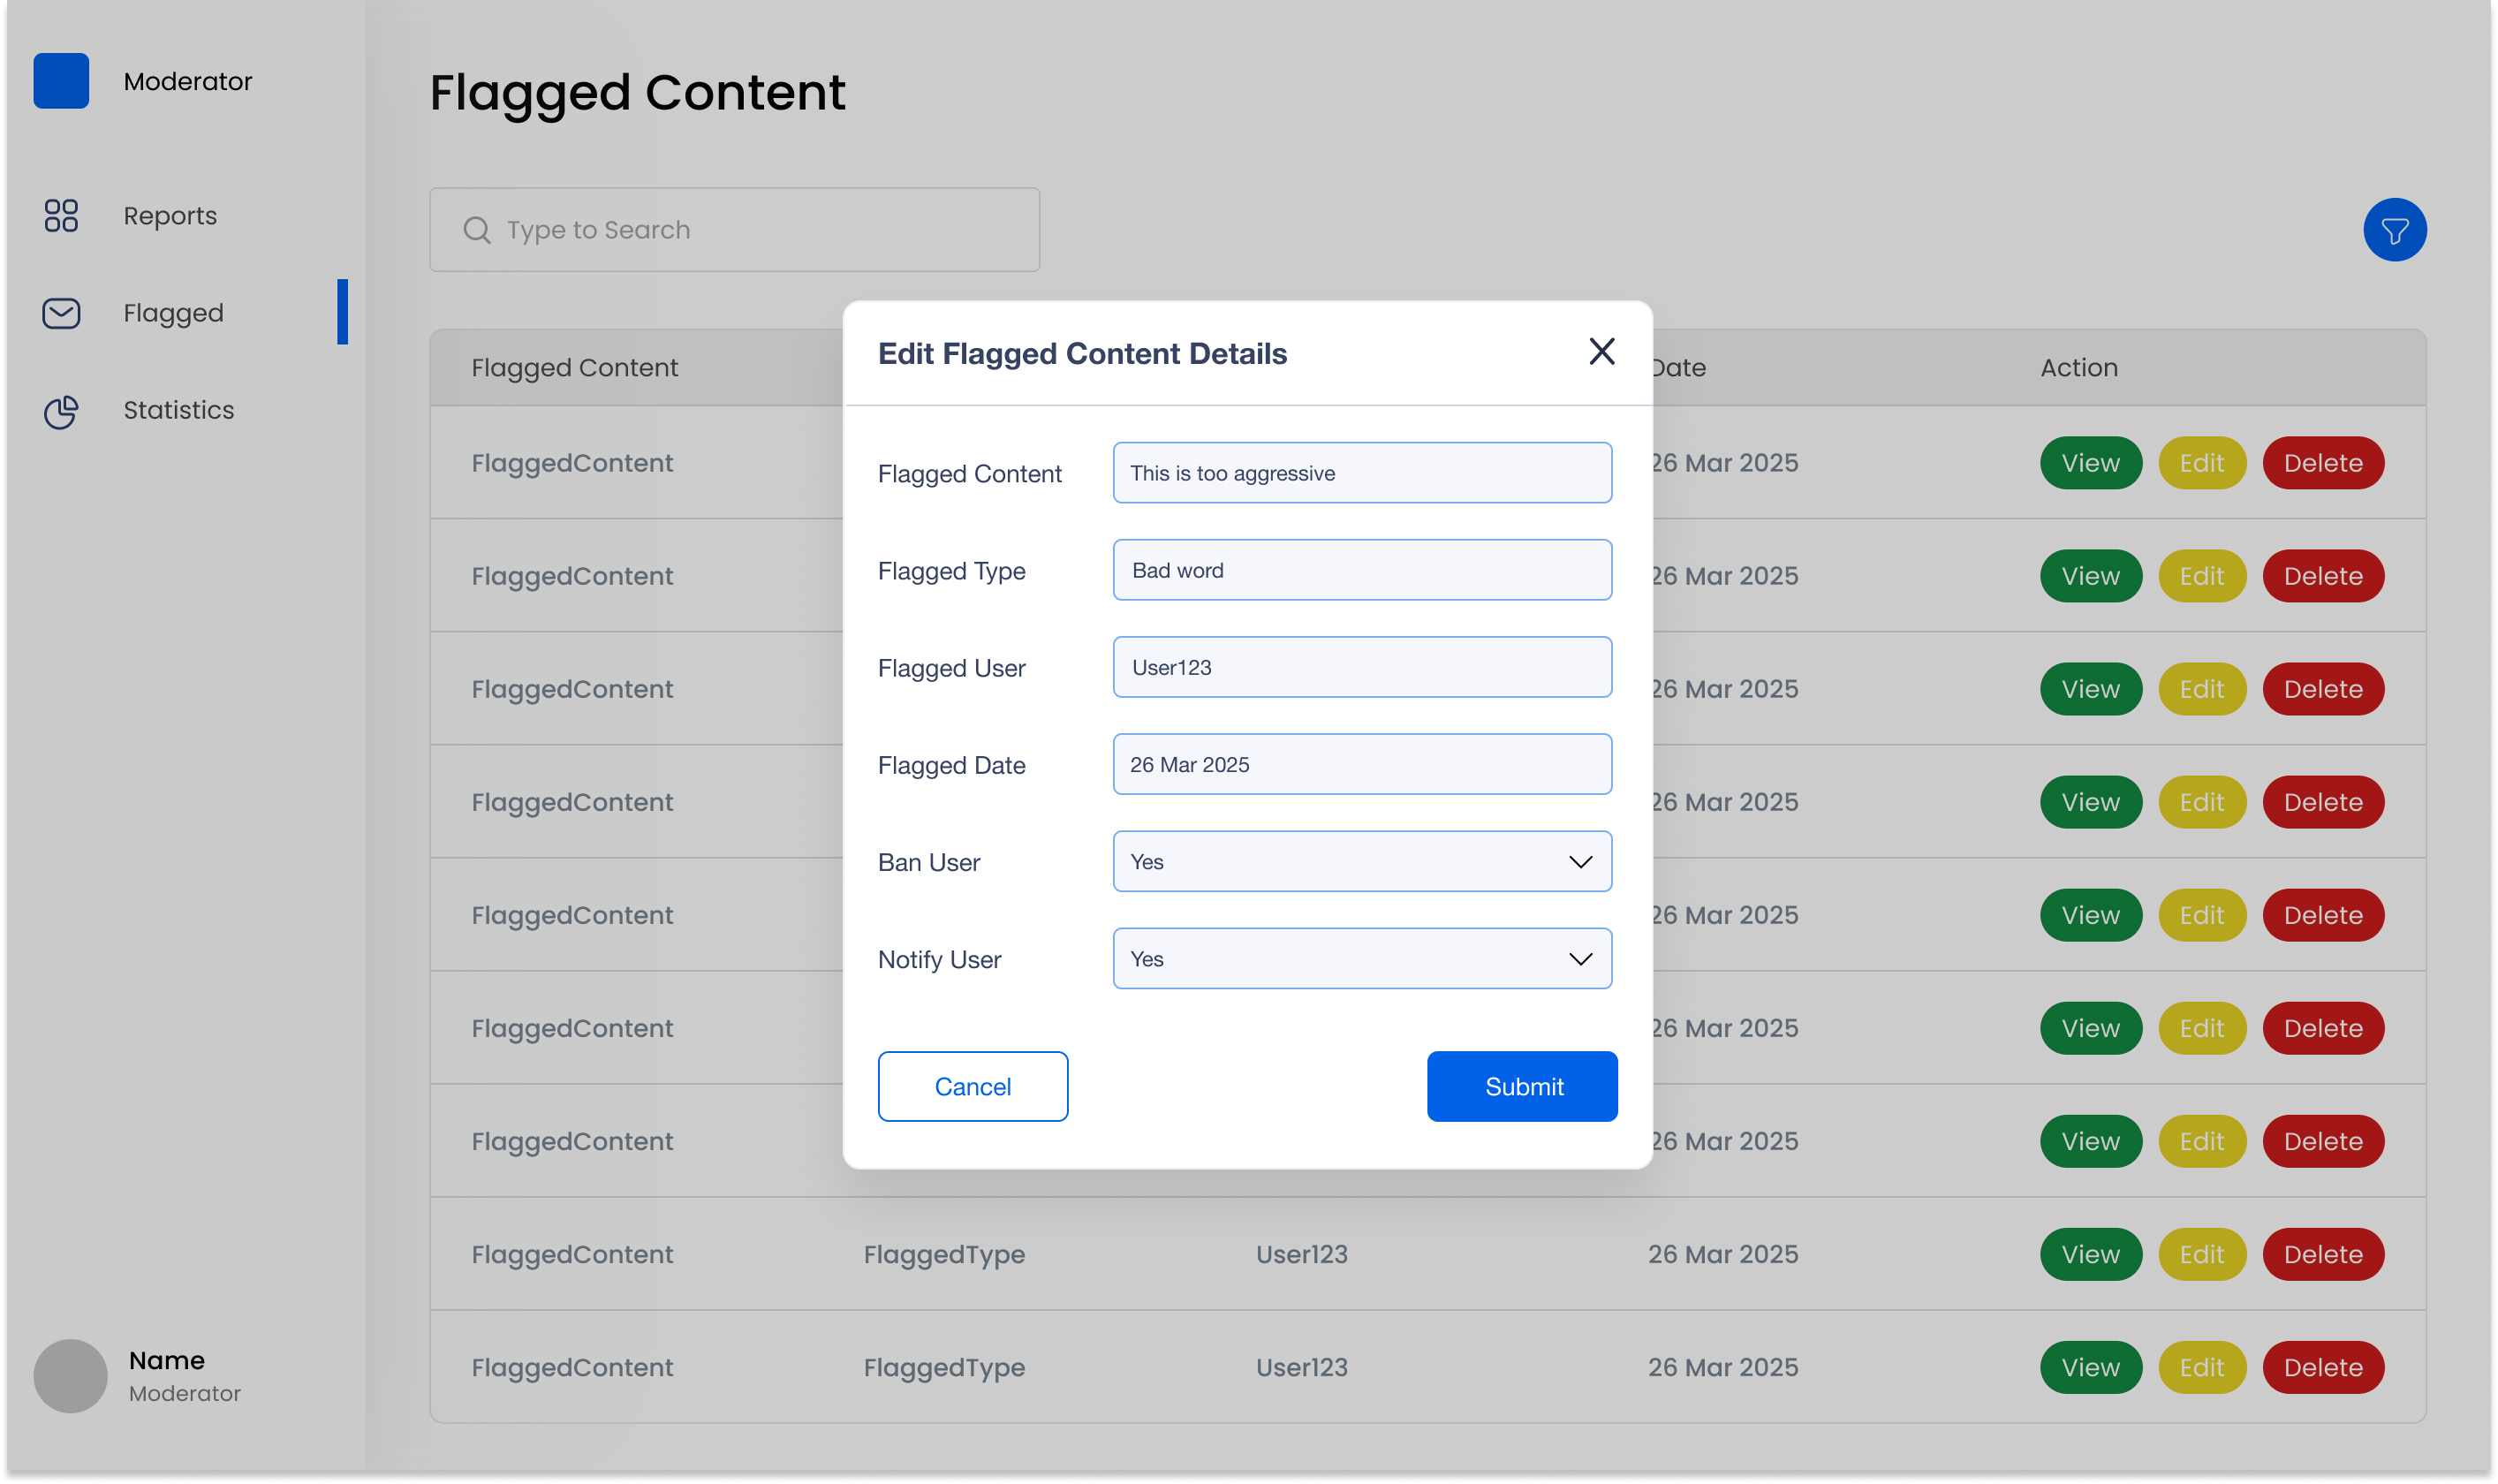 Moderator
Reports
Flagged
Statistics
Name
Moderator
Flagged Content
Type to Search
Flagged Content Date Action
FlaggedContent 26 Mar 2025 View Edit Delete
FlaggedContent 26 Mar 2025 View Edit Delete
FlaggedContent 26 Mar 2025 View Edit Delete
FlaggedContent 26 Mar 2025 View Edit Delete
FlaggedContent 26 Mar 2025 View Edit Delete
FlaggedContent 26 Mar 2025 View Edit Delete
FlaggedContent 26 Mar 2025 View Edit Delete
FlaggedContent FlaggedType User123 26 Mar 2025 View Edit Delete
FlaggedContent FlaggedType User123 26 Mar 2025 View Edit Delete
Edit Flagged Content Details
Flagged Content This is too aggressive
Flagged Type Bad word
Flagged User User123
Flagged Date 26 Mar 2025
Ban User Yes
Notify User Yes
Cancel Submit